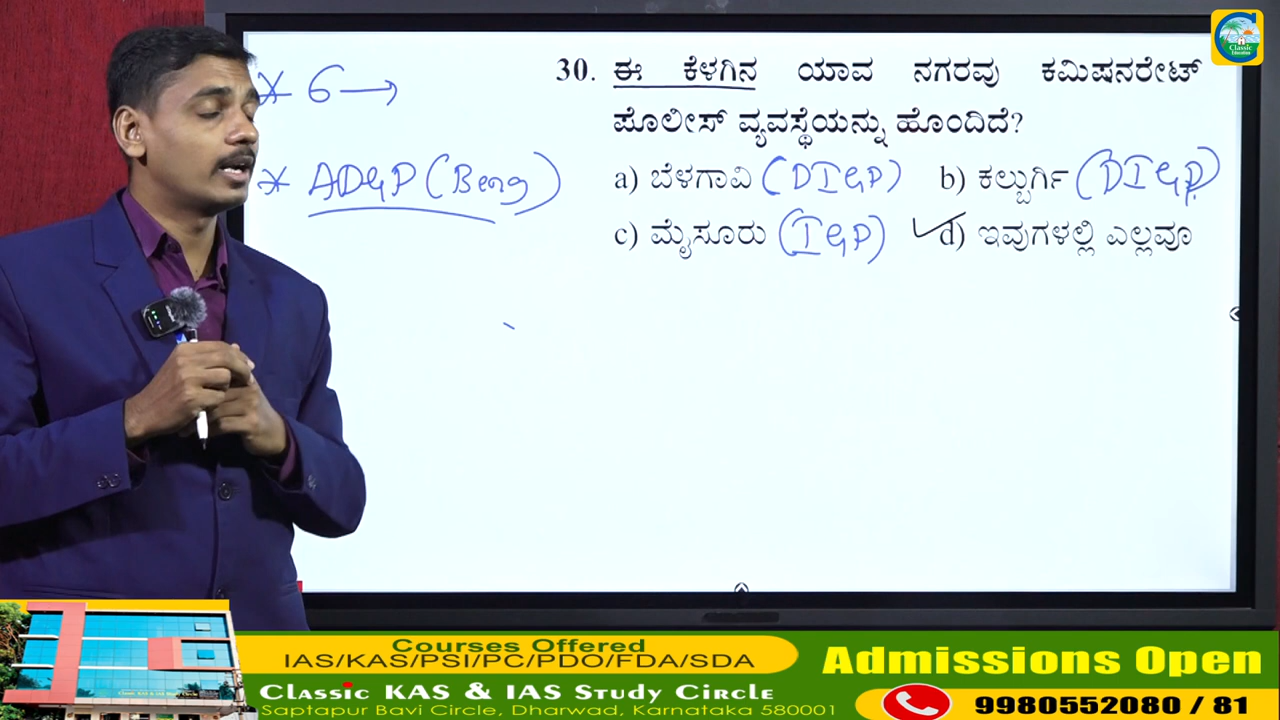 * 6 →
* ADGP (Beng)
30. ಈ ಕೆಳಗಿನ ಯಾವ ನಗರವು ಕಮಿಷನರೇಟ್
ಪೊಲೀಸ್ ವ್ಯವಸ್ಥೆಯನ್ನು ಹೊಂದಿದೆ?
a) ಬೆಳಗಾವಿ (DIGP) b) ಕಲ್ಬುರ್ಗಿ (DIGP)
c) ಮೈಸೂರು (IGP) d) ಇವುಗಳಲ್ಲಿ ಎಲ್ಲವೂ
Classic
Education
Courses Offered
IAS/KAS/PSI/PC/PDO/FDA/SDA
Classic KAS & IAS Study Circle
Saptapur Bavi Circle, Dharwad, Karnataka 580001
Admissions Open
9980552080 / 81